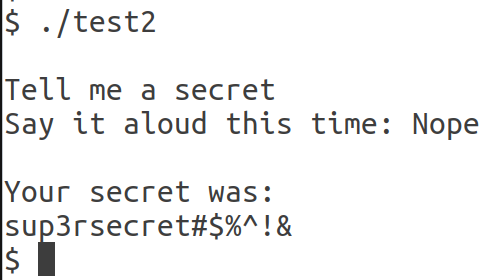 $ ./test2
Tell me a secret
Say it aloud this time: Nope
Your secret was:
sup3rsecret#$%^!&
$